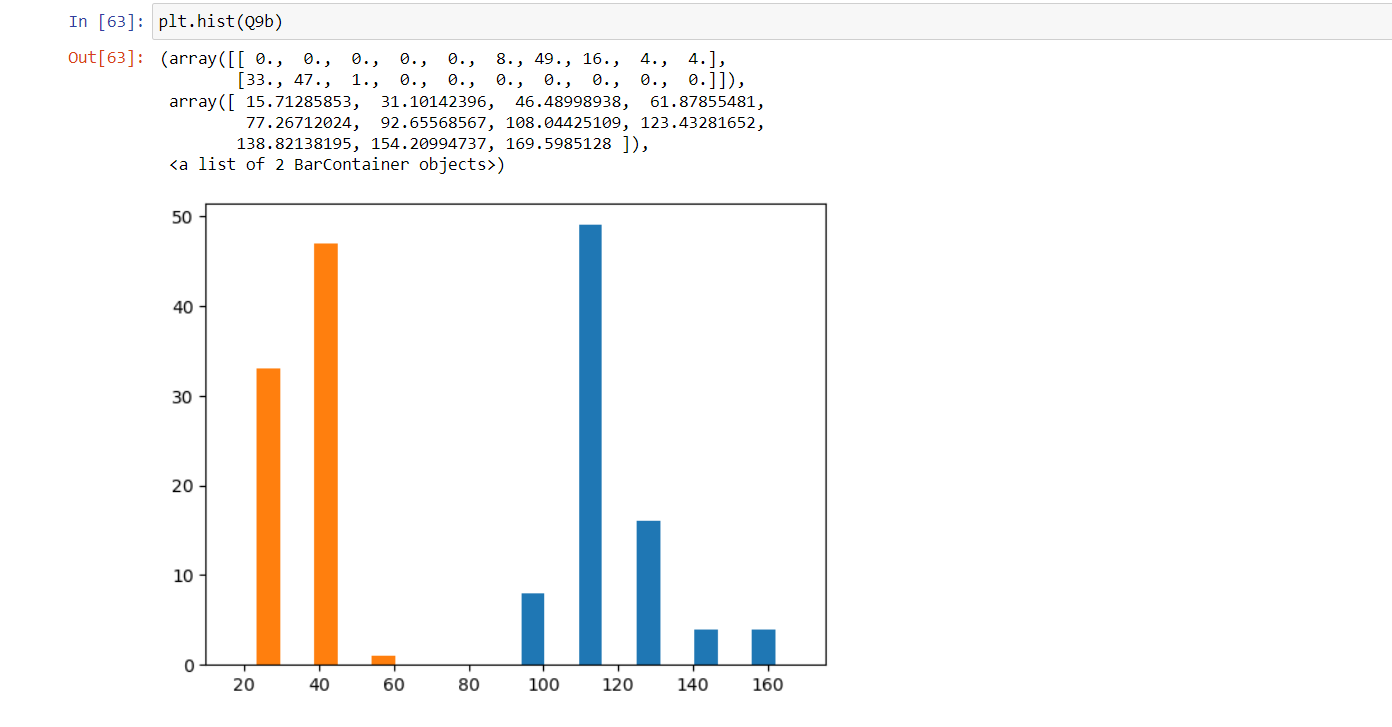 In [63]: plt.hist(Q9b)
Out[63]: (array([[ 0., 0., 0., 0., 0., 8., 49., 16., 4., 4.],
[33., 47., 1., 0., 0., 0., 0., 0., 0., 0.]]),
array([ 15.71285853, 31.10142396, 46.48998938, 61.87855481,
77.26712024, 92.65568567, 108.04425109, 123.43281652,
138.82138195, 154.20994737, 169.5985128 ]),
<a list of 2 BarContainer objects>)
50
40
30
20
10
0
20 40 60 80 100 120 140 160